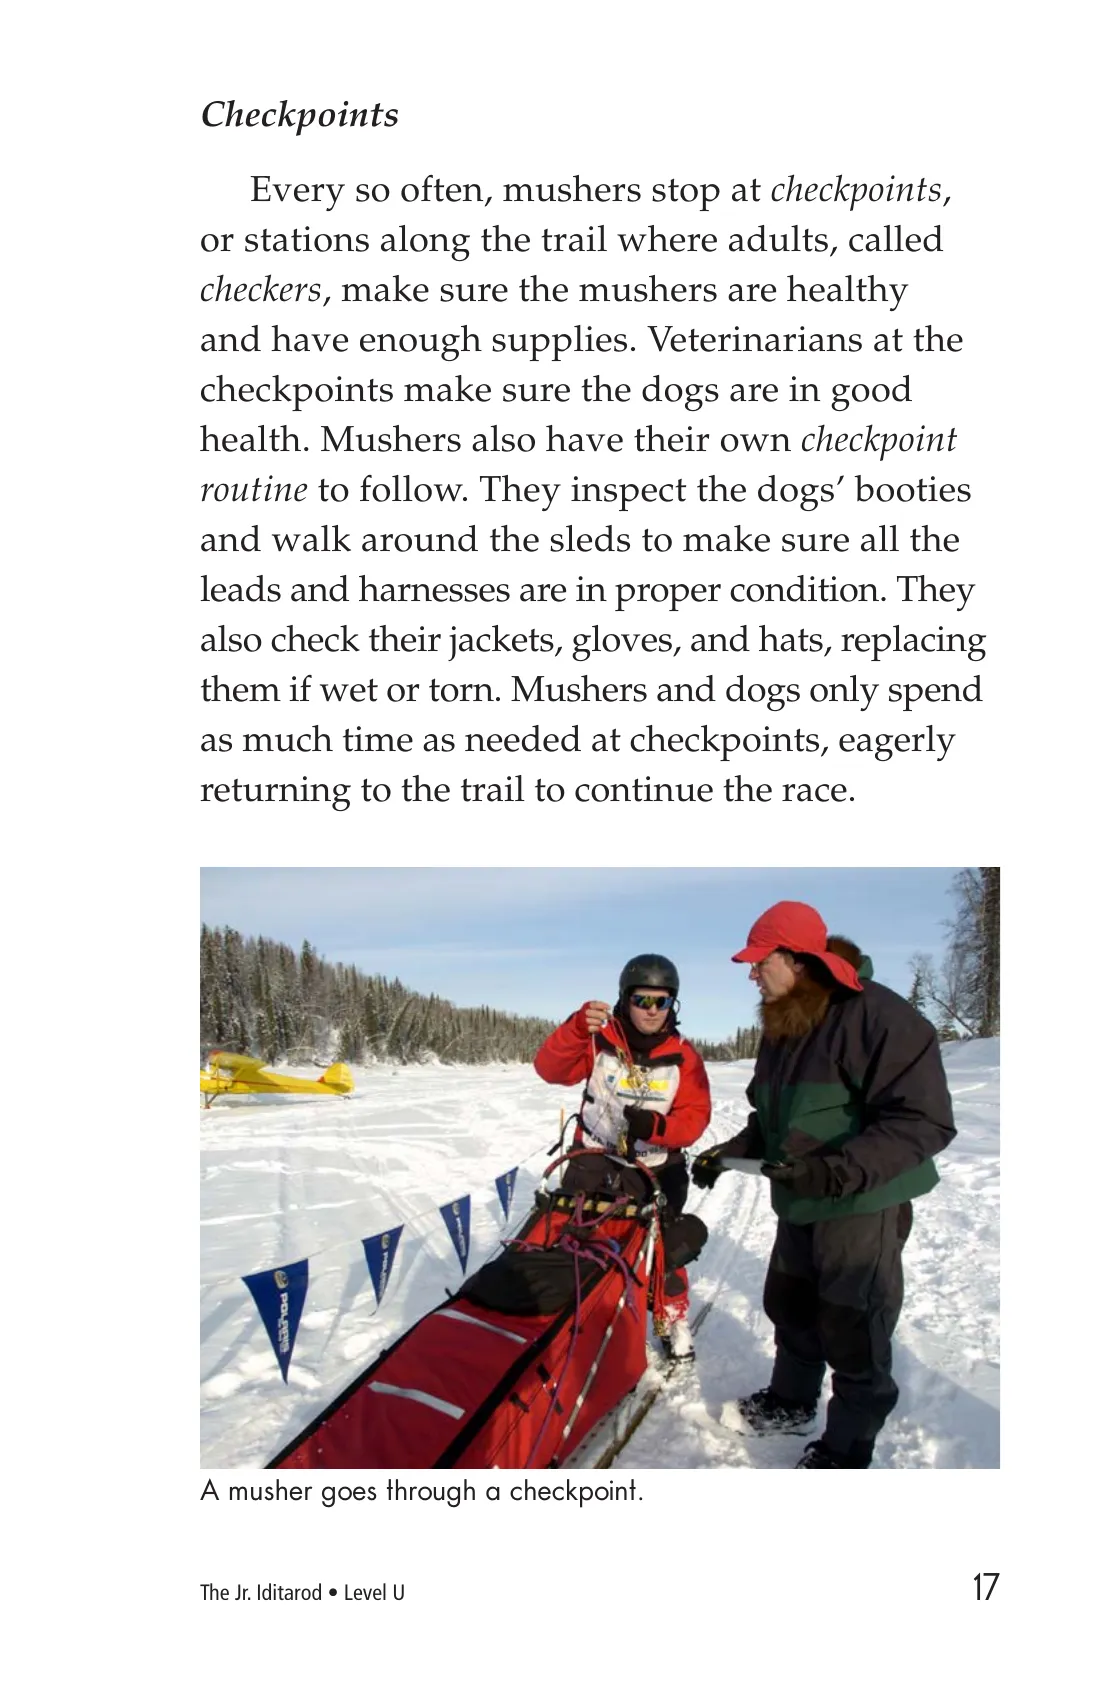 Checkpoints
Every so often, mushers stop at checkpoints,
or stations along the trail where adults, called
checkers, make sure the mushers are healthy
and have enough supplies. Veterinarians at the
checkpoints make sure the dogs are in good
health. Mushers also have their own checkpoint
routine to follow. They inspect the dogs’ booties
and walk around the sleds to make sure all the
leads and harnesses are in proper condition. They
also check their jackets, gloves, and hats, replacing
them if wet or torn. Mushers and dogs only spend
as much time as needed at checkpoints, eagerly
returning to the trail to continue the race.
POLARIS
POLARIS
POLARIS
A musher goes through a checkpoint.
The Jr. Iditarod • Level U
17